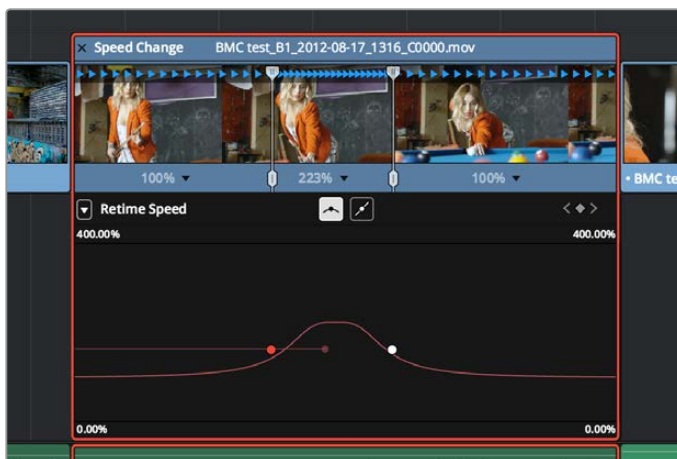 Speed Change BMC test_B1_2012-08-17_1316_C0000.mov
100% 223% 100%
• BMC te
Retime Speed
400.00% 400.00%
0.00% 0.00%